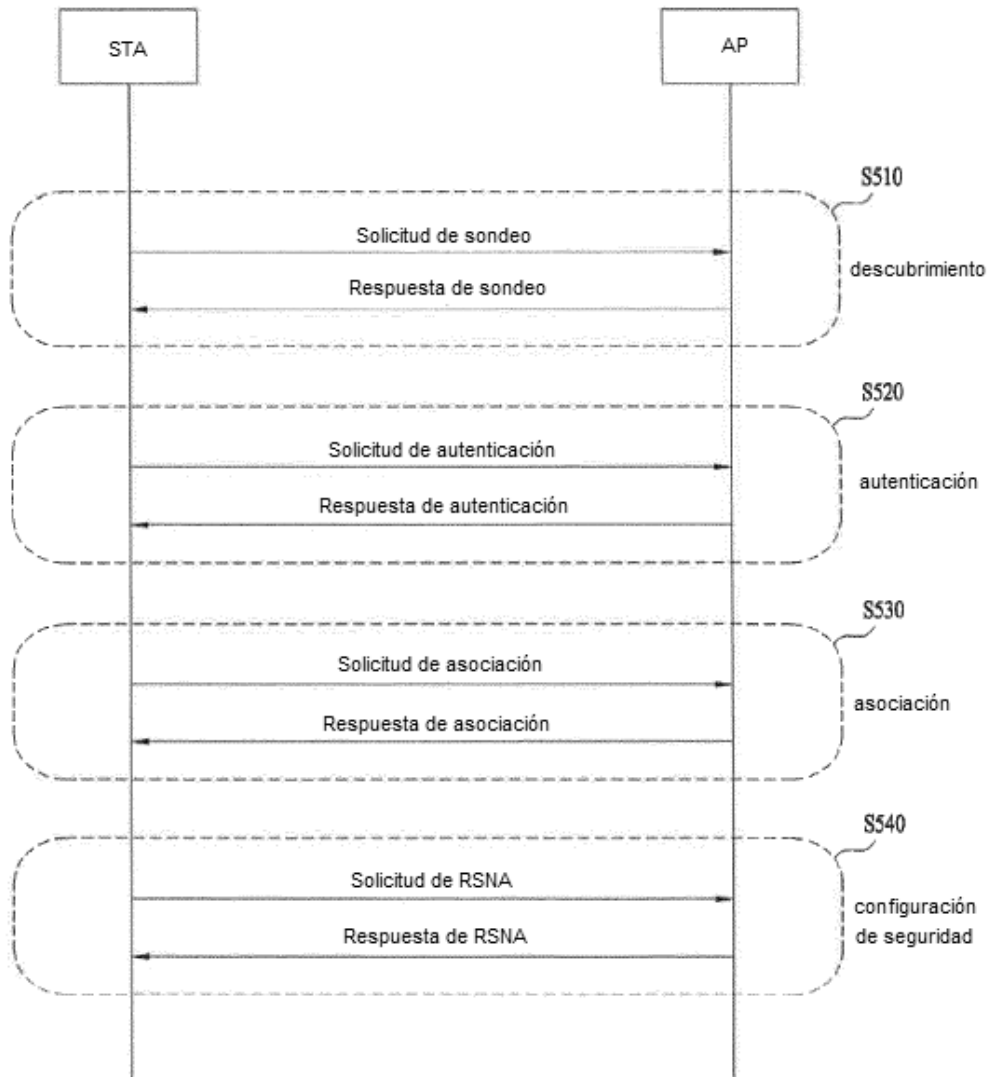 STA
AP
S510
Solicitud de sondeo
descubrimiento
Respuesta de sondeo
S520
Solicitud de autenticación
autenticación
Respuesta de autenticación
S530
Solicitud de asociación
asociación
Respuesta de asociación
S540
Solicitud de RSNA
configuración
de seguridad
Respuesta de RSNA